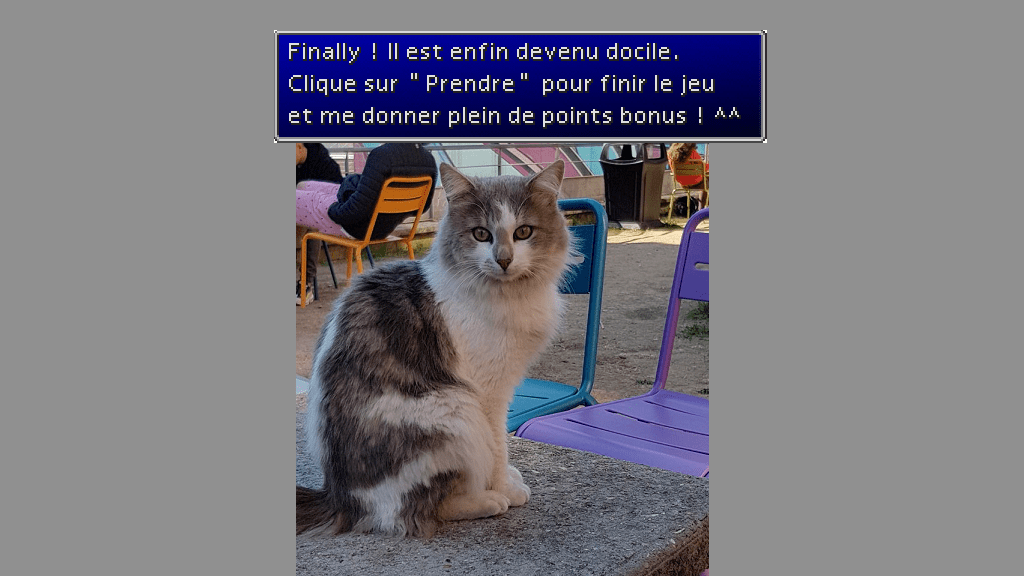 Finally ! Il est enfin devenu docile.
Clique sur "Prendre" pour finir le jeu
et me donner plein de points bonus ! ^^